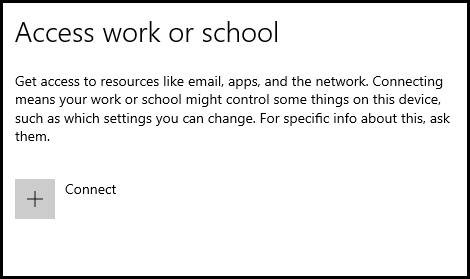 Access work or school
Get access to resources like email, apps, and the network. Connecting
means your work or school might control some things on this device,
such as which settings you can change. For specific info about this, ask
them.
Connect